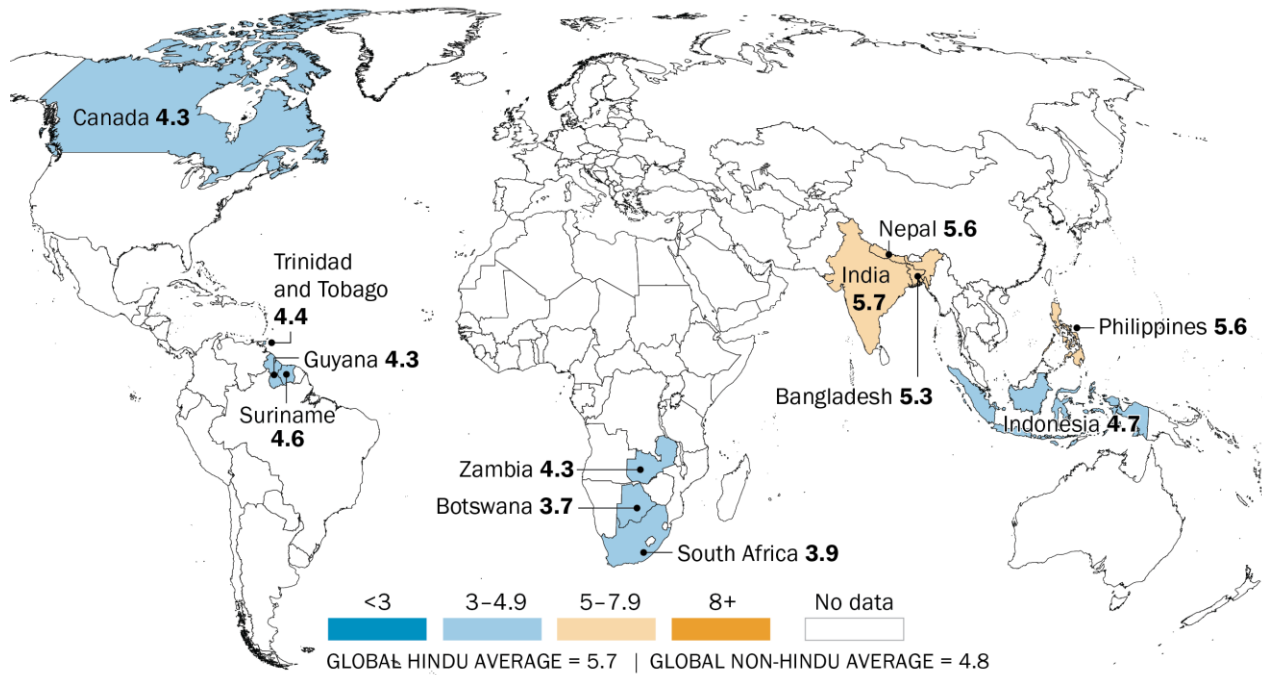 Canada 4.3
Nepal 5.6
Trinidad
and Tobago
4.4
India
5.7
Philippines 5.6
Guyana 4.3
Bangladesh 5.3
Suriname
4.6
Indonesia 4.7
Zambia 4.3
Botswana 3.7
South Africa 3.9
<3 3–4.9 5–7.9 8+ No data
GLOBAL HINDU AVERAGE = 5.7 | GLOBAL NON-HINDU AVERAGE = 4.8